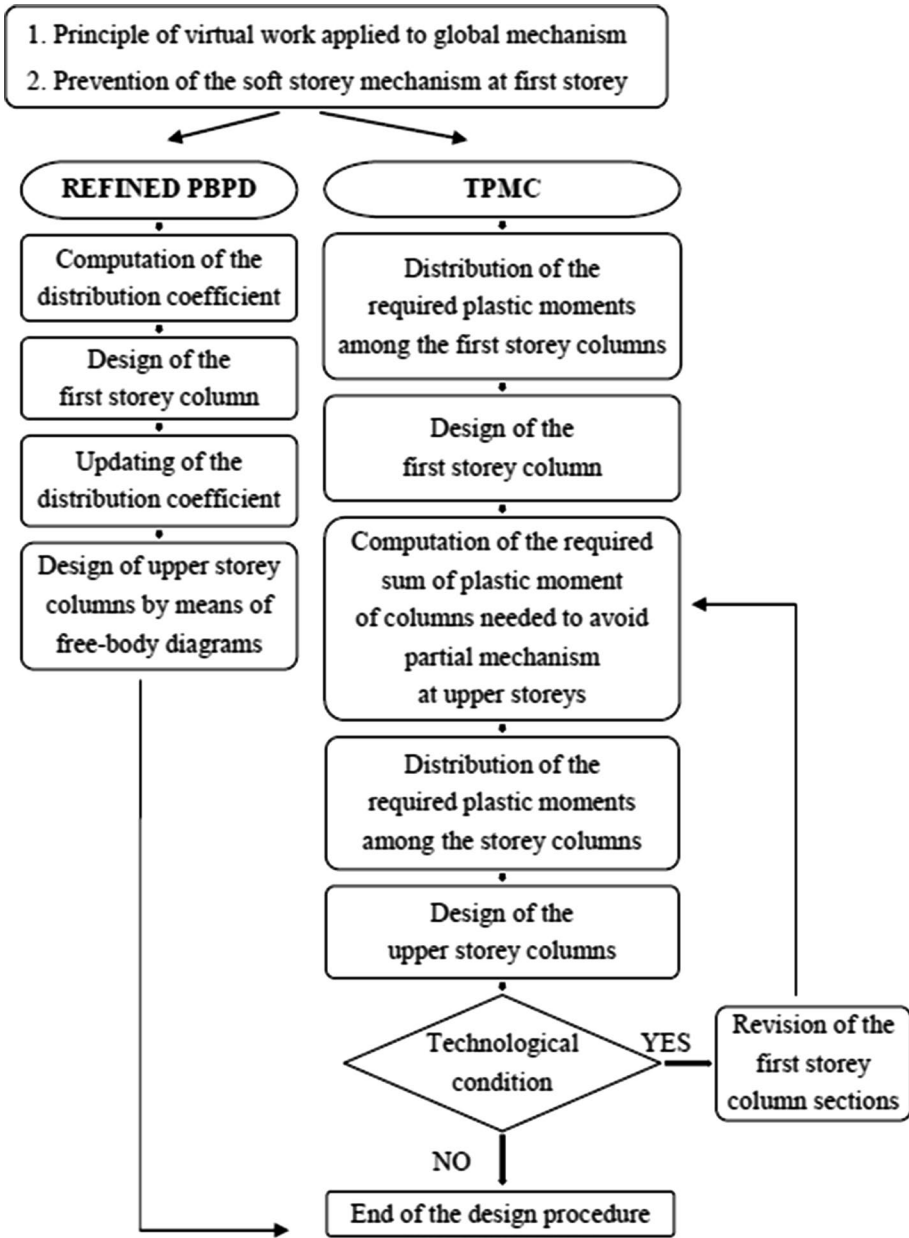 1. Principle of virtual work applied to global mechanism
2. Prevention of the soft storey mechanism at first storey
REFINED PBPD
Computation of the
distribution coefficient
Design of the
first storey column
Updating of the
distribution coefficient
Design of upper storey
columns by means of
free-body diagrams
TPMC
Distribution of the
required plastic moments
among the first storey columns
Design of the
first storey column
Computation of the required
sum of plastic moment
of columns needed to avoid
partial mechanism
at upper storeys
Distribution of the
required plastic moments
among the storey columns
Design of the
upper storey columns
Technological
condition
YES
Revision of the
first storey
column sections
NO
End of the design procedure